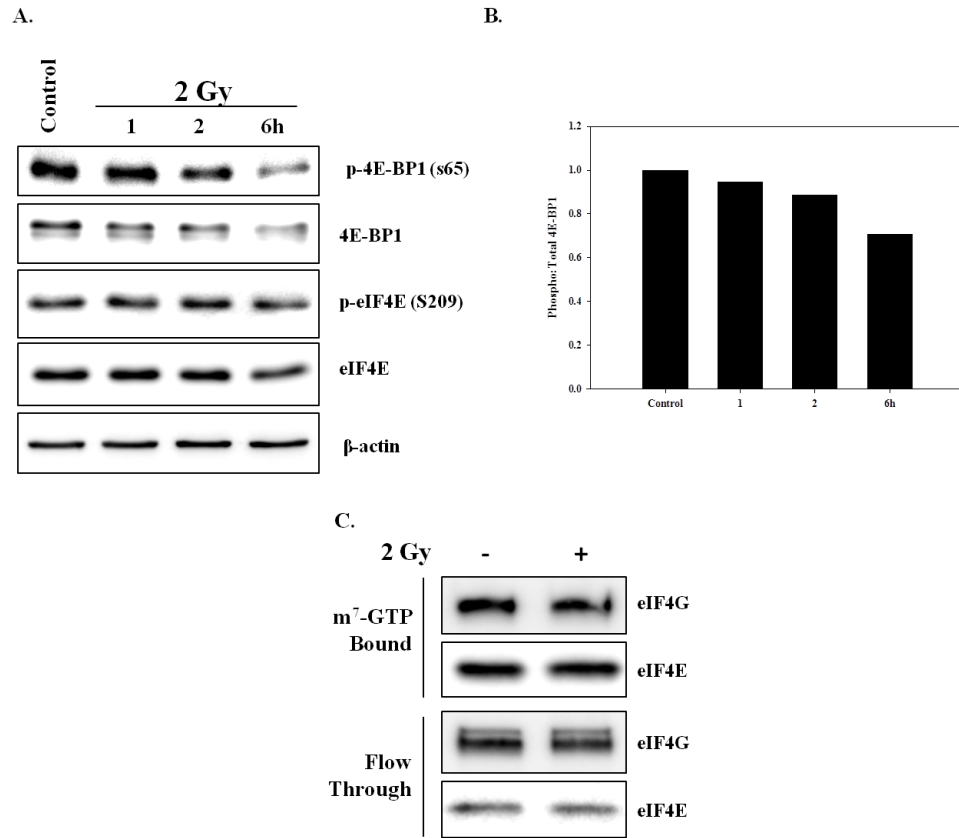 A.
Control
2 Gy
1 2 6h
p-4E-BP1 (s65)
4E-BP1
p-eIF4E (S209)
eIF4E
β-actin
B.
1.2
1.0
0.8
0.6
0.4
0.2
0.0
Phospho:Total 4E-BP1
Control 1 2 6h
C.
2 Gy - +
m⁷-GTP
Bound
eIF4G
eIF4E
Flow
Through
eIF4G
eIF4E